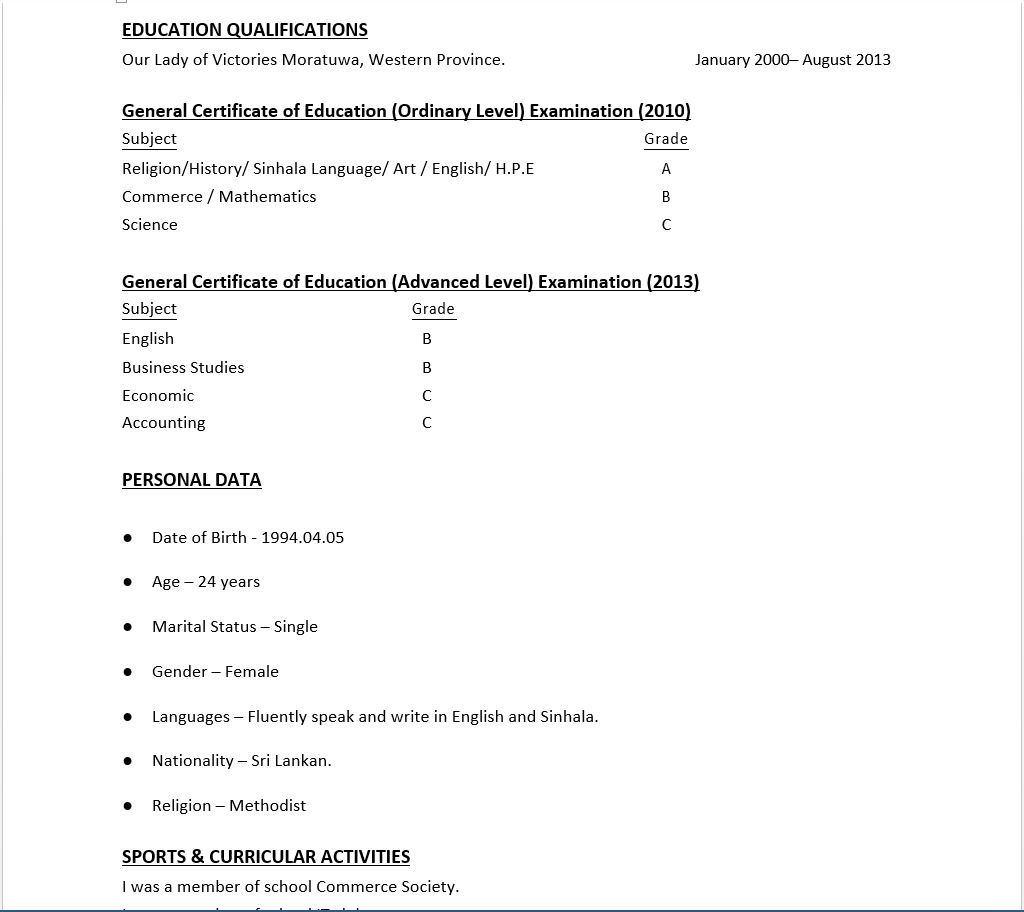 EDUCATION QUALIFICATIONS
Our Lady of Victories Moratuwa, Western Province. January 2000– August 2013
General Certificate of Education (Ordinary Level) Examination (2010)
Subject Grade
Religion/History/ Sinhala Language/ Art / English/ H.P.E A
Commerce / Mathematics B
Science C
General Certificate of Education (Advanced Level) Examination (2013)
Subject Grade
English B
Business Studies B
Economic C
Accounting C
PERSONAL DATA
● Date of Birth - 1994.04.05
● Age – 24 years
● Marital Status – Single
● Gender – Female
● Languages – Fluently speak and write in English and Sinhala.
● Nationality – Sri Lankan.
● Religion – Methodist
SPORTS & CURRICULAR ACTIVITIES
I was a member of school Commerce Society.